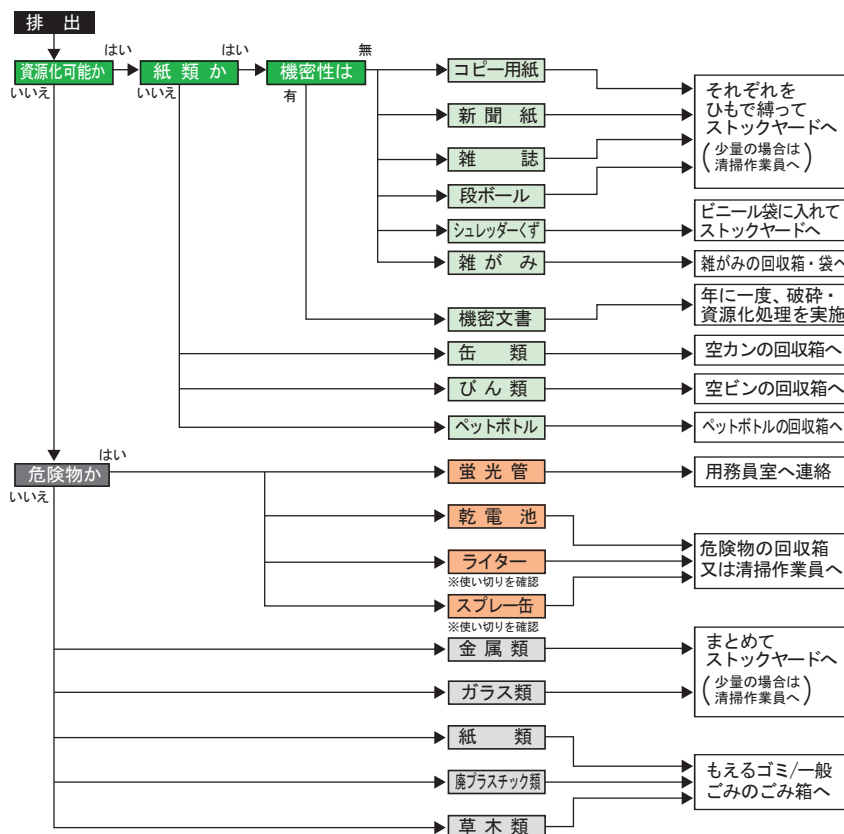 排出
資源化可能か
はい
いいえ
紙類か
はい
いいえ
機密性は
無
有
コピー用紙
新聞紙
雑誌
段ボール
シュレッダーくず
雑がみ
機密文書
缶類
びん類
ペットボトル
それぞれを
ひもで縛って
ストックヤードへ
(少量の場合は
清掃作業員へ)
ビニール袋に入れて
ストックヤードへ
雑がみの回収箱・袋へ
年に一度、破砕・
資源化処理を実施
空カンの回収箱へ
空ビンの回収箱へ
ペットボトルの回収箱へ
危険物か
はい
いいえ
蛍光管
乾電池
ライター
※使い切りを確認
スプレー缶
※使い切りを確認
用務員室へ連絡
危険物の回収箱
又は清掃作業員へ
金属類
ガラス類
まとめて
ストックヤードへ
(少量の場合は
清掃作業員へ)
紙類
廃プラスチック類
草木類
もえるゴミ/一般
ごみのごみ箱へ